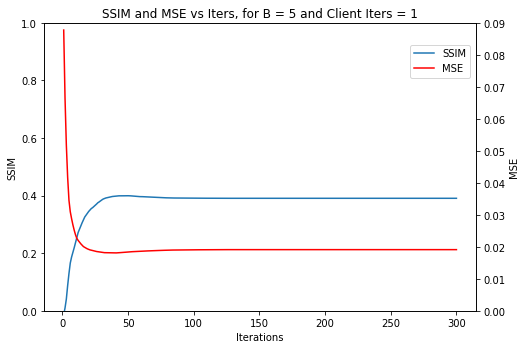 SSIM and MSE vs Iters, for B = 5 and Client Iters = 1
1.0
0.8
0.6
0.4
0.2
0.0
SSIM
0.09
0.08
0.07
0.06
0.05
0.04
0.03
0.02
0.01
0.00
MSE
SSIM
MSE
0 50 100 150 200 250 300
Iterations